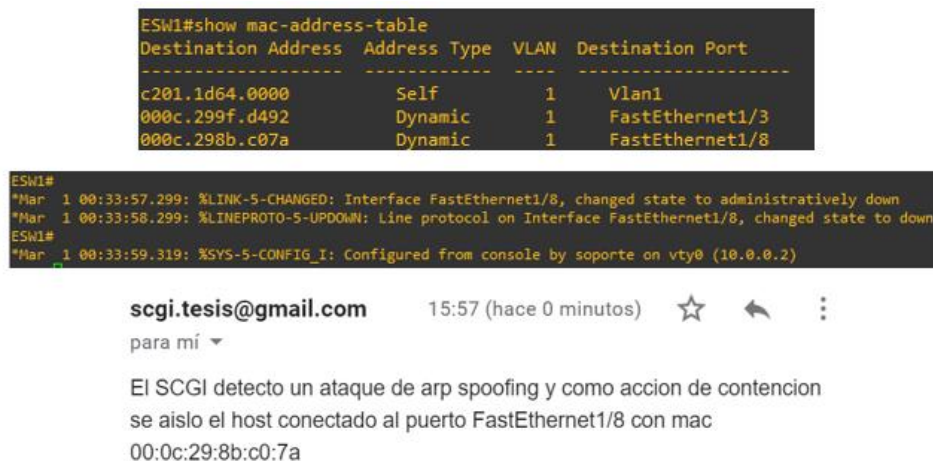 ESW1#show mac-address-table
Destination Address  Address Type  VLAN  Destination Port
-------------------  ------------  ----  --------------------
c201.1d64.0000  Self  1  Vlan1
000c.299f.d492  Dynamic  1  FastEthernet1/3
000c.298b.c07a  Dynamic  1  FastEthernet1/8
ESW1#
*Mar  1 00:33:57.299: %LINK-5-CHANGED: Interface FastEthernet1/8, changed state to administratively down
*Mar  1 00:33:58.299: %LINEPROTO-5-UPDOWN: Line protocol on Interface FastEthernet1/8, changed state to down
ESW1#
*Mar  1 00:33:59.319: %SYS-5-CONFIG_I: Configured from console by soporte on vty0 (10.0.0.2)
scgi.tesis@gmail.com 15:57 (hace 0 minutos)
para mí
El SCGI detecto un ataque de arp spoofing y como accion de contencion
se aislo el host conectado al puerto FastEthernet1/8 con mac
00:0c:29:8b:c0:7a